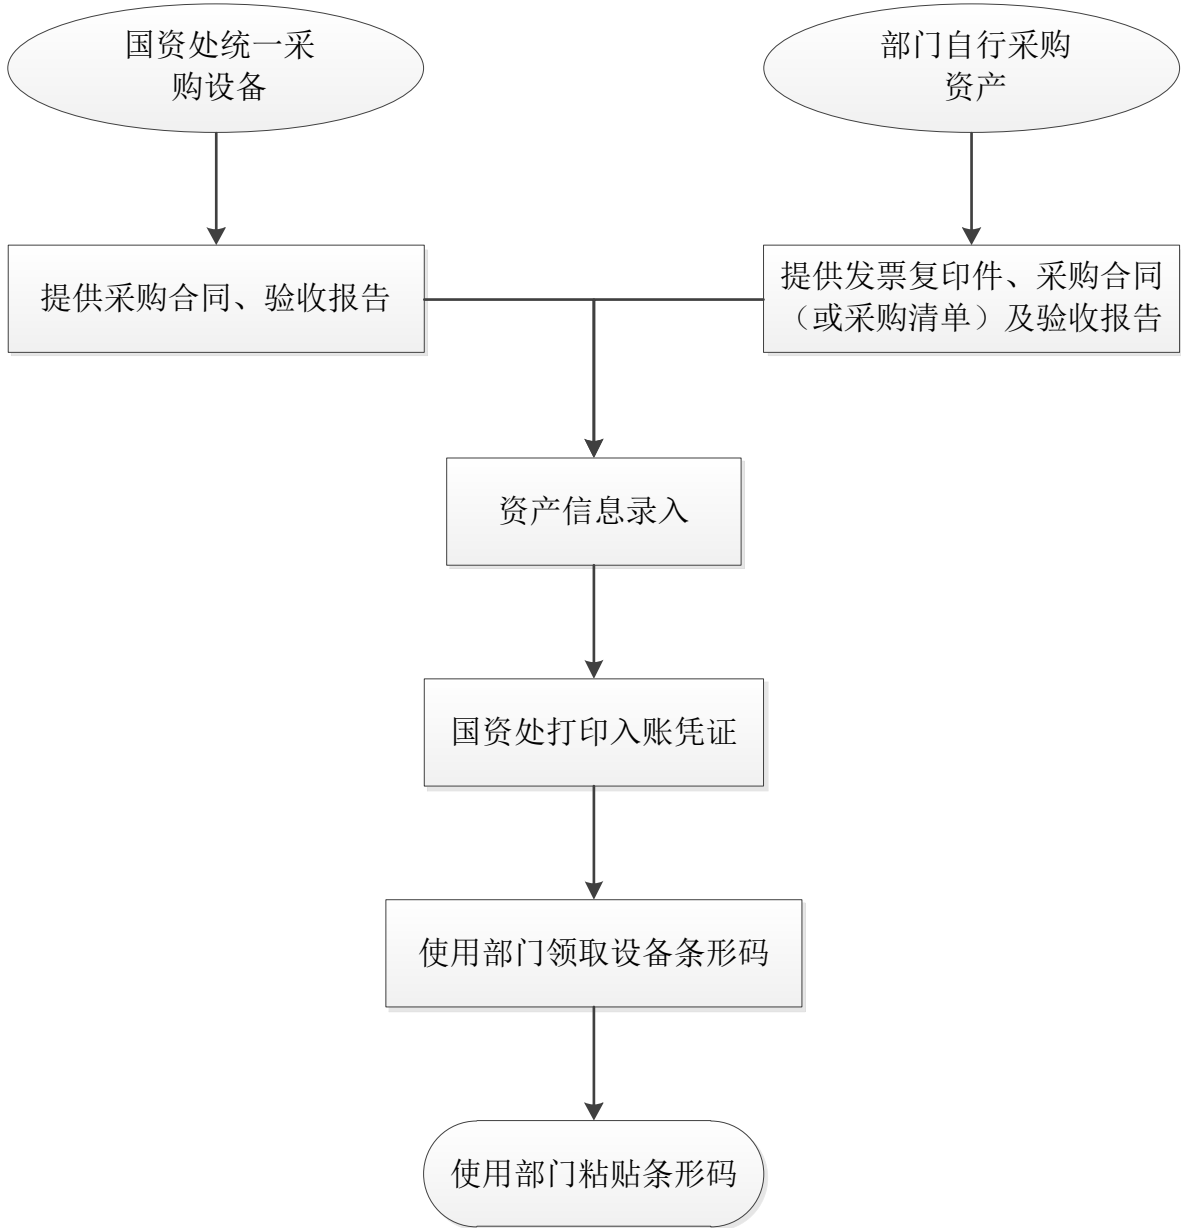 国资处统一采
购设备
部门自行采购
资产
提供采购合同、验收报告
提供发票复印件、采购合同
（或采购清单）及验收报告
资产信息录入
国资处打印入账凭证
使用部门领取设备条形码
使用部门粘贴条形码